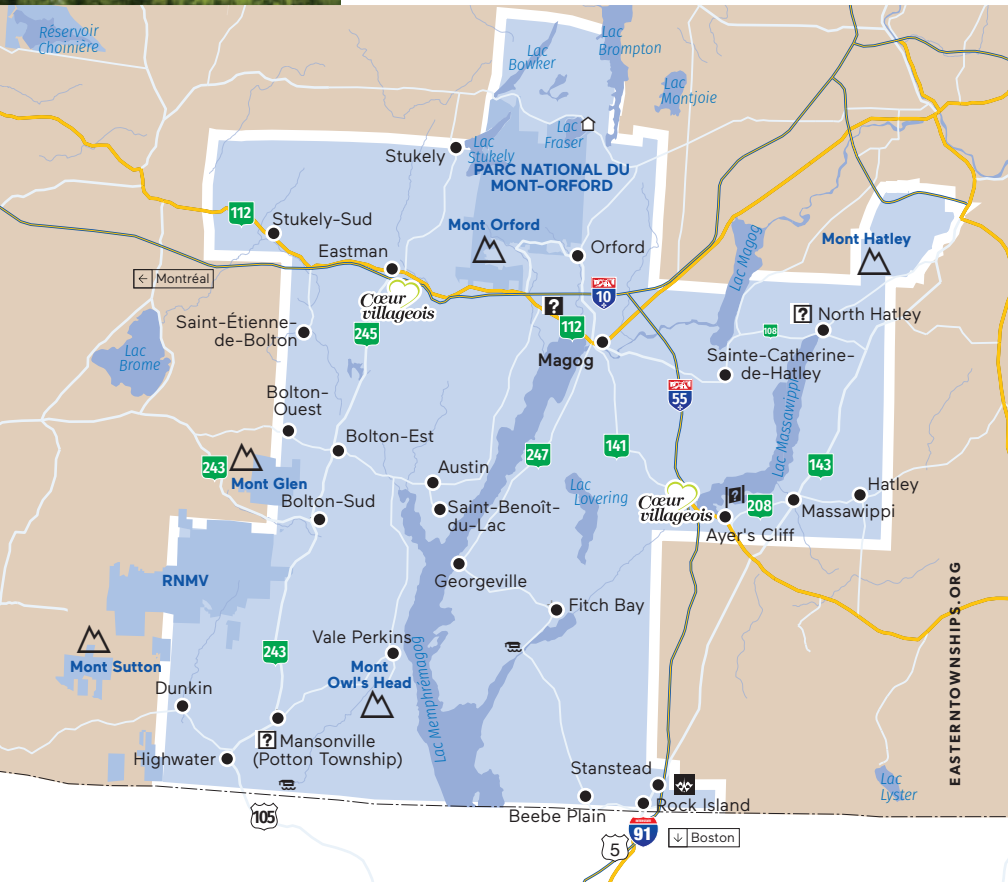 Réservoir
Choinière
Lac
Bowker
Lac
Brompton
Lac
Montjoie
Lac
Fraser
Stukely
Lac
Stukely
PARC NATIONAL DU
MONT-ORFORD
112
Stukely-Sud
Mont Orford
Orford
Eastman
Lac Magog
Mont Hatley
← Montréal
Cœur
villageois
10
?
112
108
? North Hatley
Saint-Étienne-
de-Bolton
245
Magog
Sainte-Catherine-
de-Hatley
Lac
Brome
55
Bolton-
Ouest
Bolton-Est
Lac Massawippi
247
141
143
243
Mont Glen
Austin
Lac
Lovering
Hatley
Bolton-Sud
Saint-Benoît-
du-Lac
Cœur
villageois
?
208
Massawippi
Ayer's Cliff
RNMV
Georgeville
Fitch Bay
243
Vale Perkins
Mont
Owl's Head
Lac Memphremagog
Mont Sutton
Dunkin
? Mansonville
(Potton Township)
Highwater
Stanstead
Rock Island
Beebe Plain
Lac
Lyster
105
5
91
↓ Boston
EASTERNTOWNSHIPS.ORG